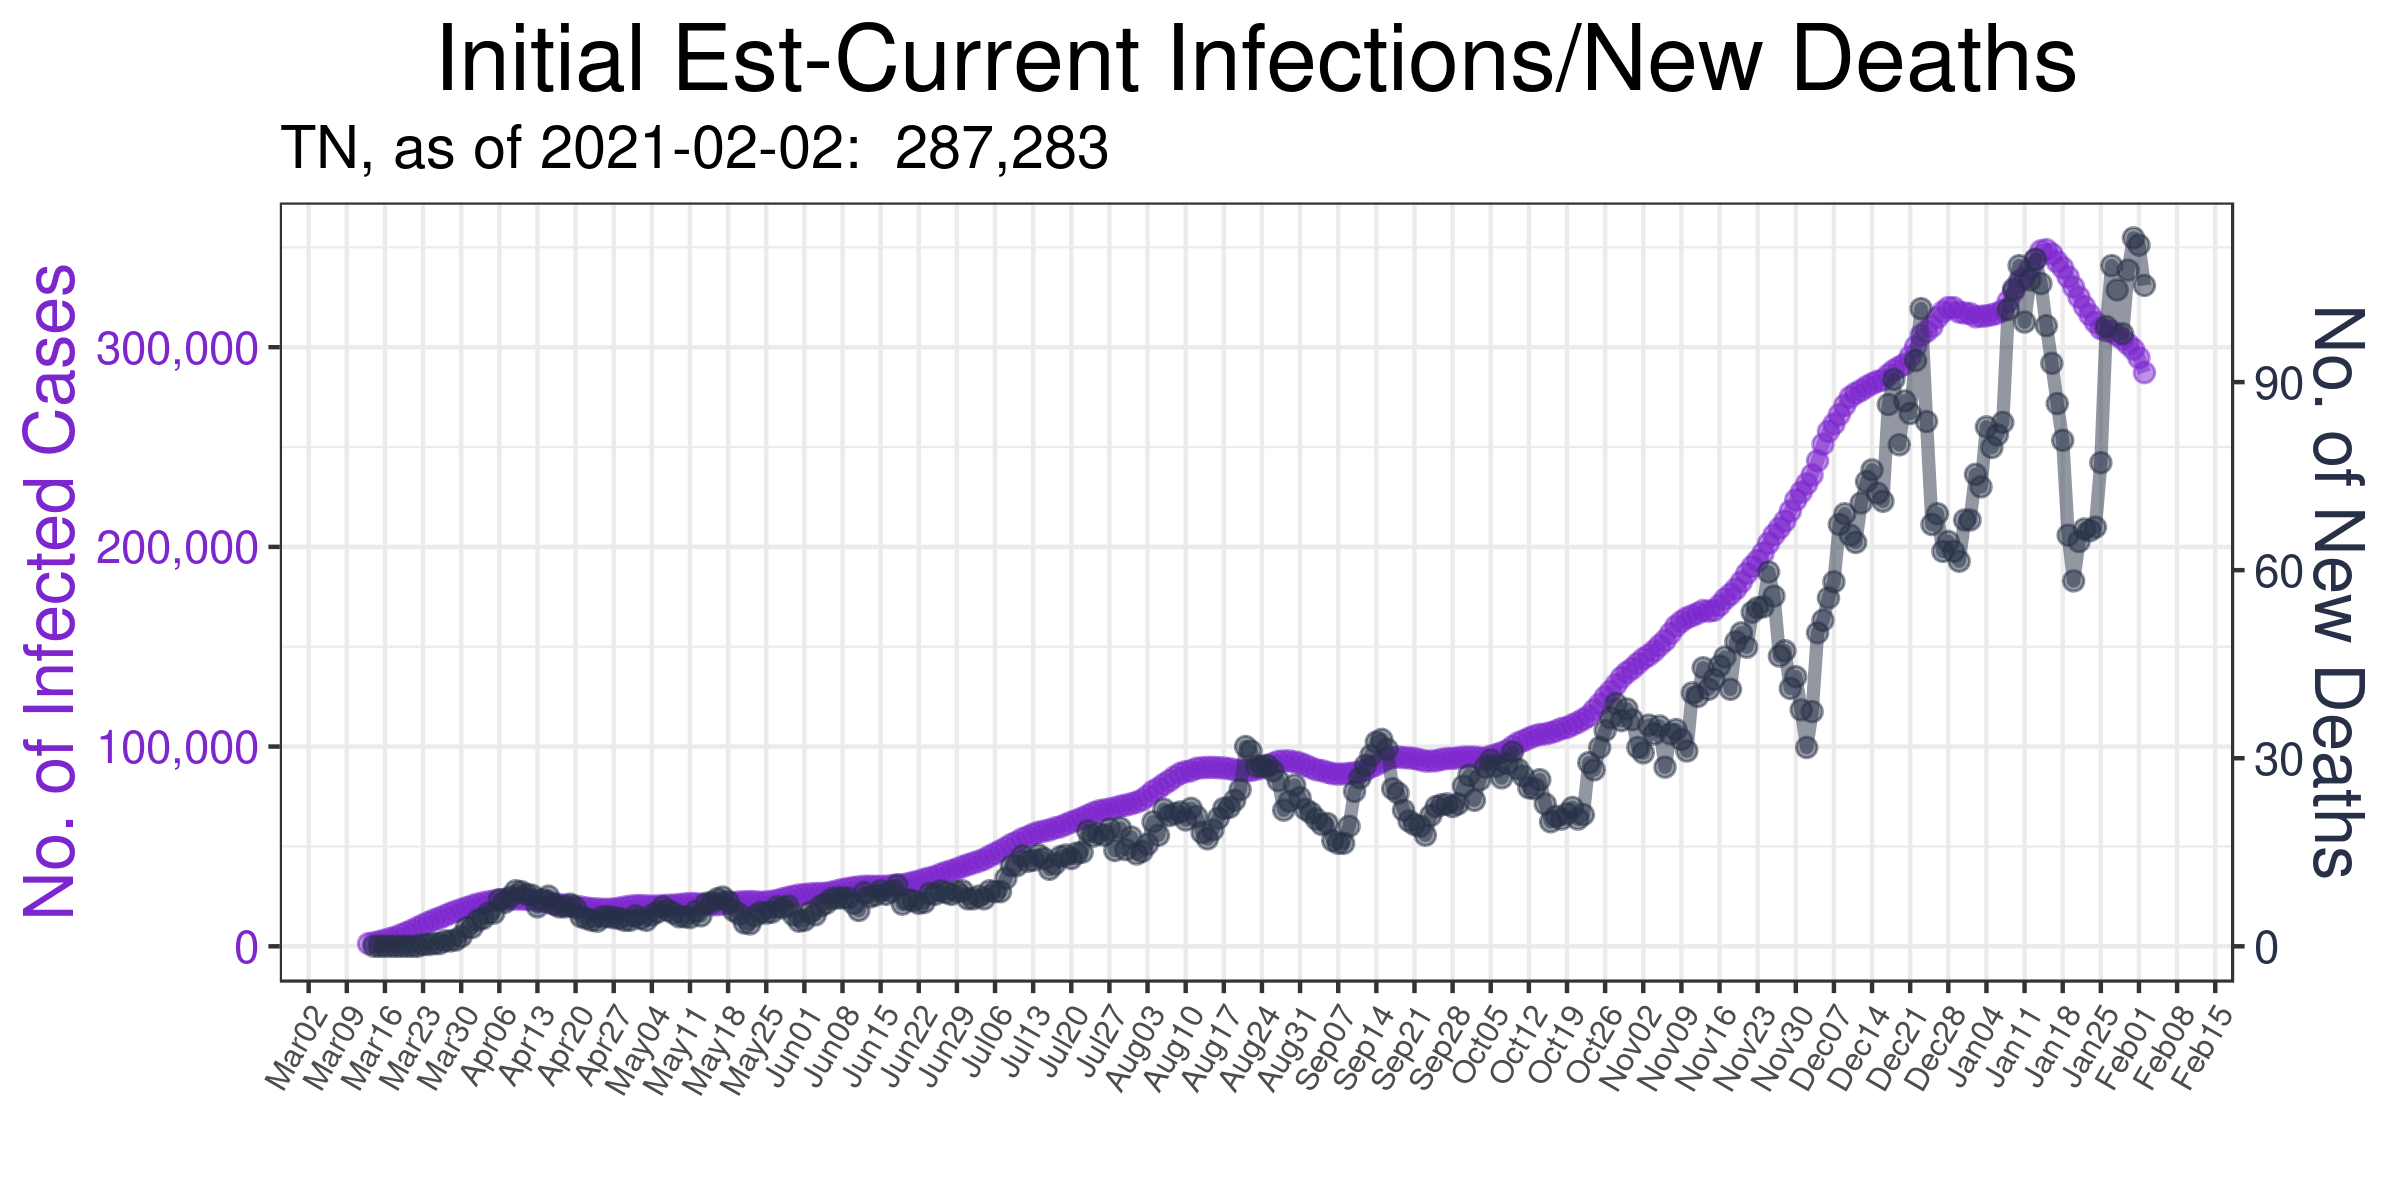 Initial Est-Current Infections/New Deaths
TN, as of 2021-02-02: 287,283
No. of Infected Cases
300,000
200,000
100,000
0
No. of New Deaths
90
60
30
0
Mar02
Mar09
Mar16
Mar23
Mar30
Apr06
Apr13
Apr20
Apr27
May04
May11
May18
May25
Jun01
Jun08
Jun15
Jun22
Jun29
Jul06
Jul13
Jul20
Jul27
Aug03
Aug10
Aug17
Aug24
Aug31
Sep07
Sep14
Sep21
Sep28
Oct05
Oct12
Oct19
Oct26
Nov02
Nov09
Nov16
Nov23
Nov30
Dec07
Dec14
Dec21
Dec28
Jan04
Jan11
Jan18
Jan25
Feb01
Feb08
Feb15